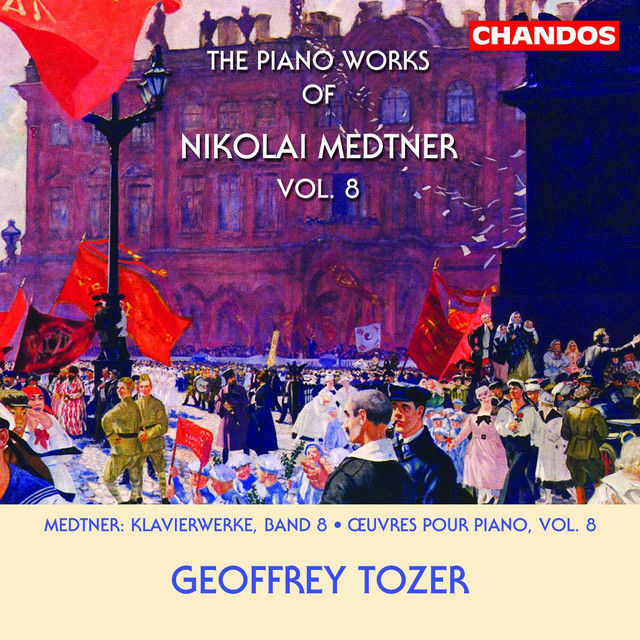 CHANDOS
THE PIANO WORKS
OF
NIKOLAI MEDTNER
VOL. 8
MEDTNER: KLAVIERWERKE, BAND 8 • ŒUVRES POUR PIANO, VOL. 8
GEOFFREY TOZER